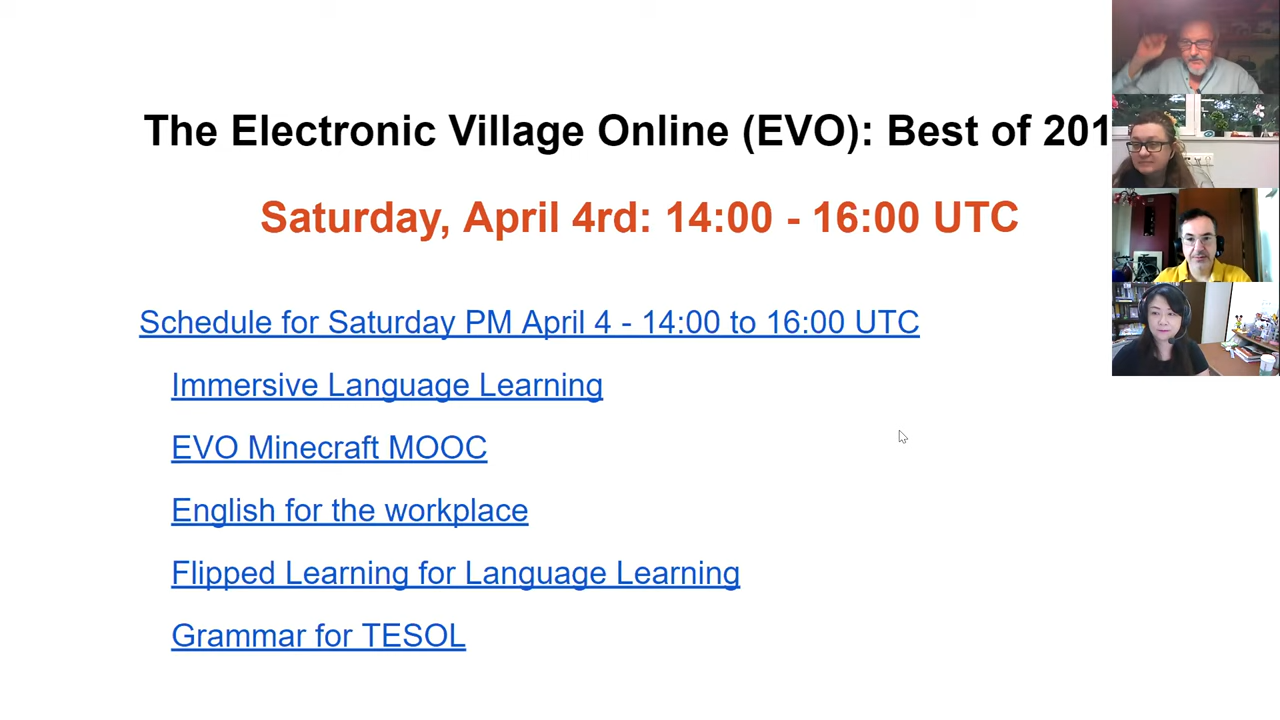 The Electronic Village Online (EVO): Best of 201
Saturday, April 4rd: 14:00 - 16:00 UTC
Schedule for Saturday PM April 4 - 14:00 to 16:00 UTC
Immersive Language Learning
EVO Minecraft MOOC
English for the workplace
Flipped Learning for Language Learning
Grammar for TESOL